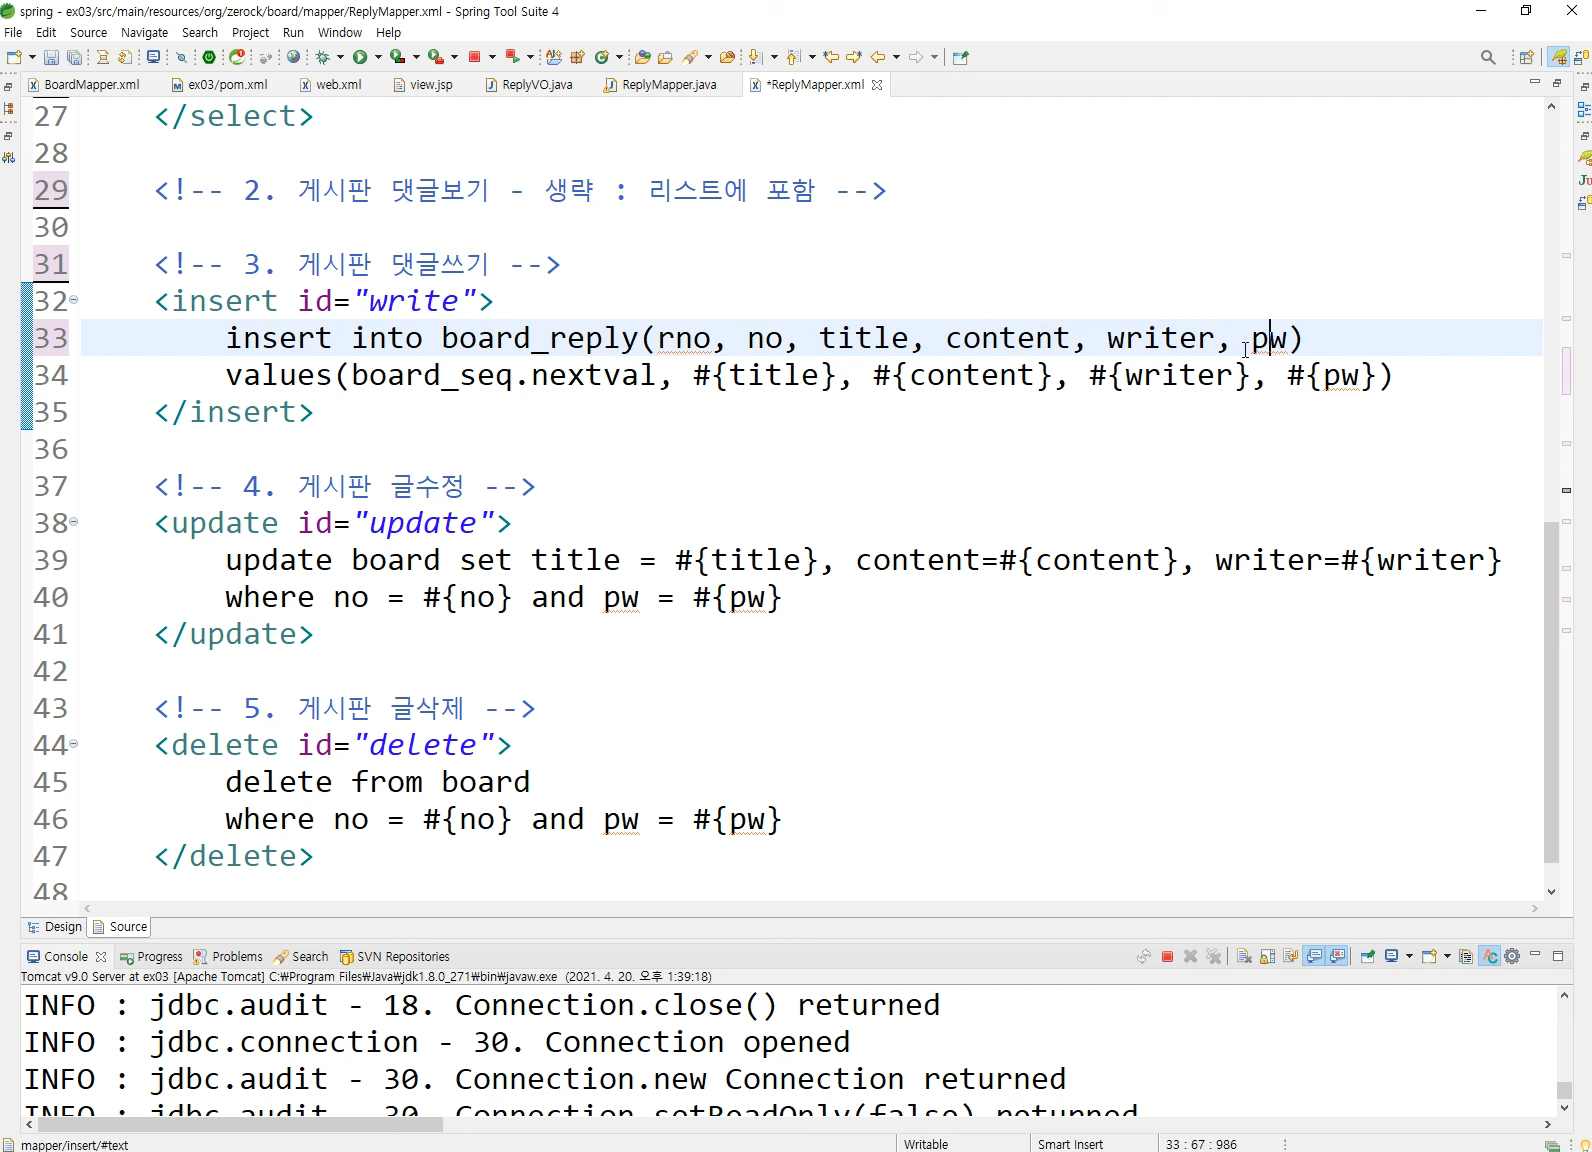 spring - ex03/src/main/resources/org/zerock/board/mapper/ReplyMapper.xml - Spring Tool Suite 4
File Edit Source Navigate Search Project Run Window Help
BoardMapper.xml ex03/pom.xml web.xml view.jsp ReplyVO.java ReplyMapper.java *ReplyMapper.xml
27 </select>
28
29 <!-- 2. 게시판 댓글보기 - 생략 : 리스트에 포함 -->
30
31 <!-- 3. 게시판 댓글쓰기 -->
32 <insert id="write">
33 insert into board_reply(rno, no, title, content, writer, pw)
34 values(board_seq.nextval, #{title}, #{content}, #{writer}, #{pw})
35 </insert>
36
37 <!-- 4. 게시판 글수정 -->
38 <update id="update">
39 update board set title = #{title}, content=#{content}, writer=#{writer}
40 where no = #{no} and pw = #{pw}
41 </update>
42
43 <!-- 5. 게시판 글삭제 -->
44 <delete id="delete">
45 delete from board
46 where no = #{no} and pw = #{pw}
47 </delete>
48
Design Source
Console Progress Problems Search SVN Repositories
Tomcat v9.0 Server at ex03 [Apache Tomcat] C:₩Program Files₩Java₩jdk1.8.0_271₩bin₩javaw.exe (2021. 4. 20. 오후 1:39:18)
INFO : jdbc.audit - 18. Connection.close() returned
INFO : jdbc.connection - 30. Connection opened
INFO : jdbc.audit - 30. Connection.new Connection returned
INFO : jdbc.audit - 30. Connection.setReadOnly(false) returned
mapper/insert/#text Writable Smart Insert 33 : 67 : 986